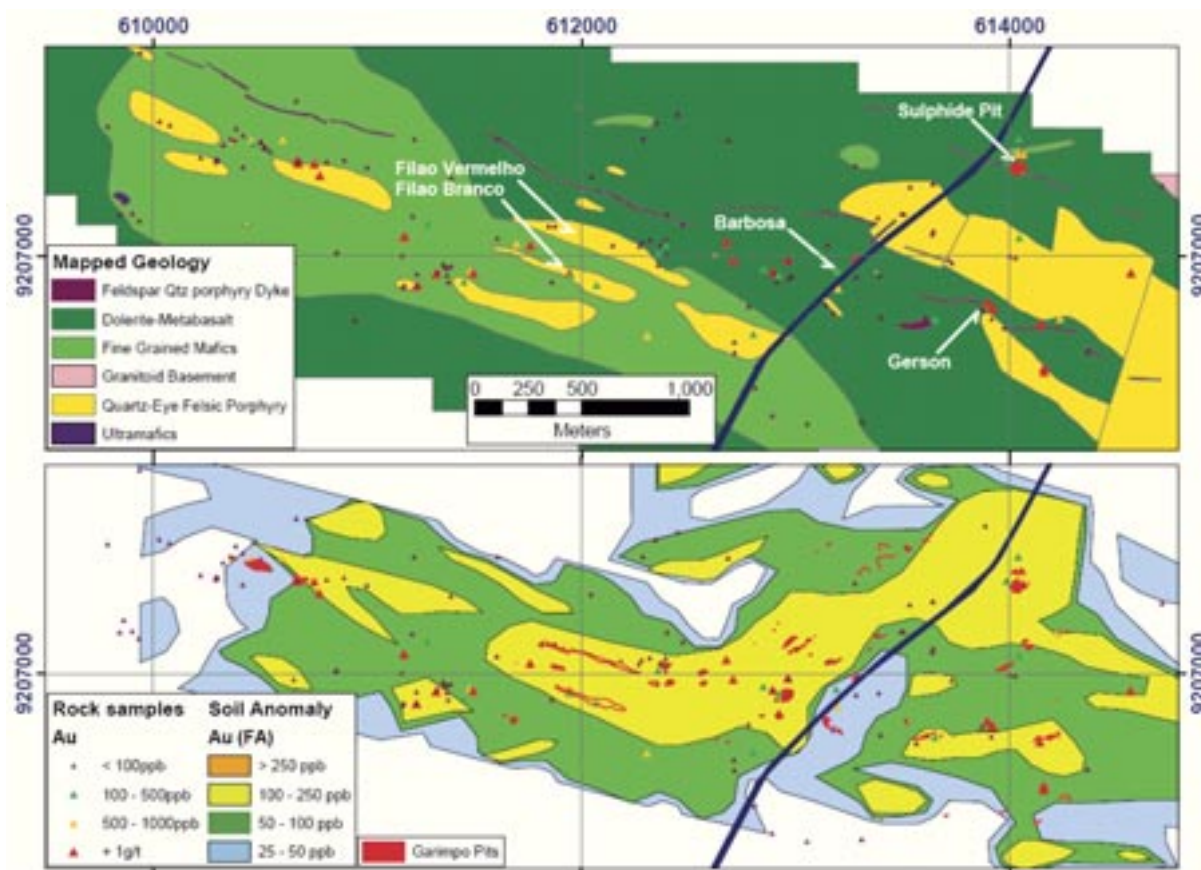 610000
612000
614000
Sulphide Pit
Filao Vermelho
Filao Branco
Barbosa
9207000
9207000
Mapped Geology
Feldspar Qtz porphyry Dyke
Dolerite-Metabasalt
Fine Grained Mafics
Granitoid Basement
Quartz-Eye Felsic Porphyry
Ultramafics
Gerson
0 250 500 1,000
Meters
9207000
9207000
Rock samples
Au
< 100ppb
100 - 500ppb
500 - 1000ppb
+ 1g/t
Soil Anomaly
Au (FA)
> 250 ppb
100 - 250 ppb
50 - 100 ppb
25 - 50 ppb
Garimpo Pits